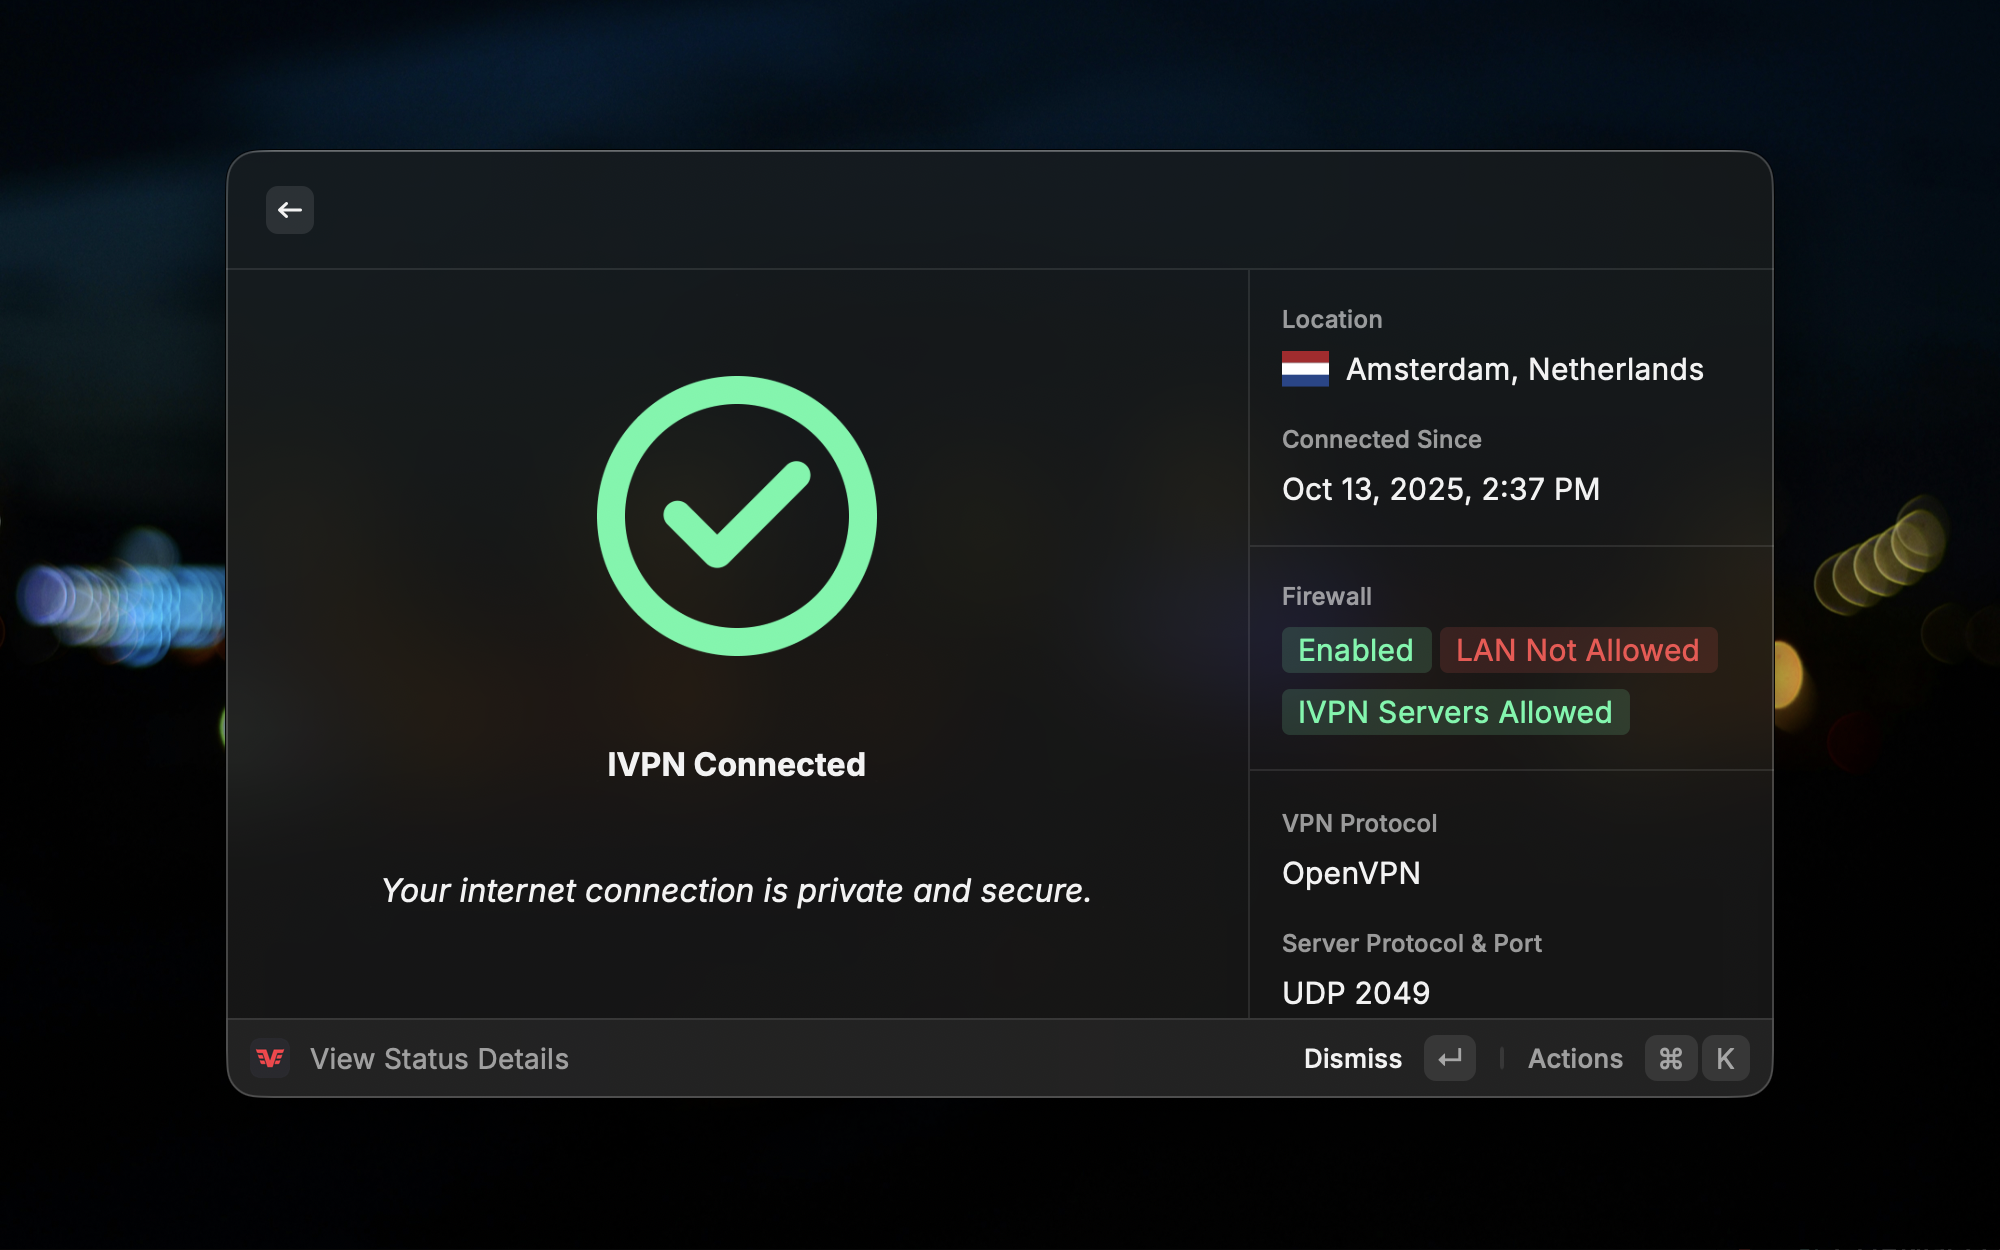 IVPN Connected
Your internet connection is private and secure.
Location
Amsterdam, Netherlands
Connected Since
Oct 13, 2025, 2:37 PM
Firewall
Enabled LAN Not Allowed
IVPN Servers Allowed
VPN Protocol
OpenVPN
Server Protocol & Port
UDP 2049
View Status Details
Dismiss ↵ | Actions ⌘ K